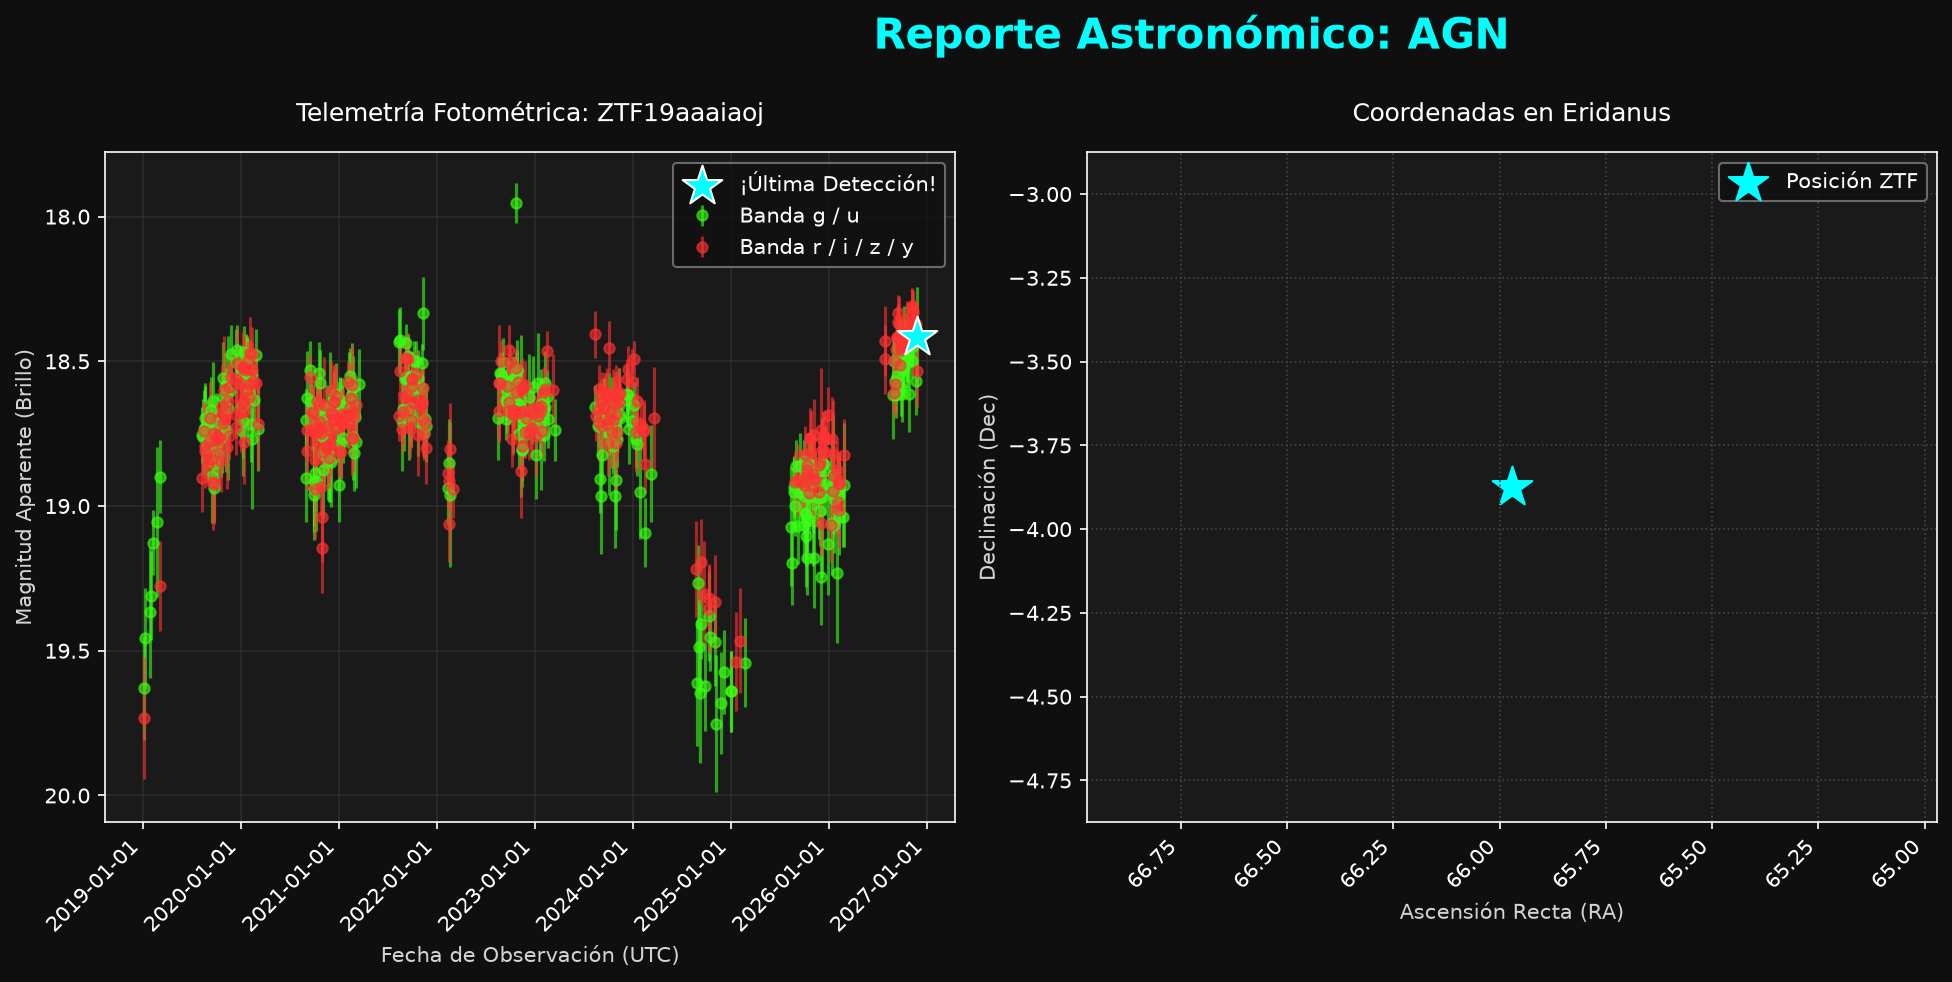 Reporte Astronómico: AGN
Telemetría Fotométrica: ZTF19aaaiaoj
¡Última Detección!
Banda g / u
Banda r / i / z / y
Magnitud Aparente (Brillo)
18.0
18.5
19.0
19.5
20.0
2019-01-01
2020-01-01
2021-01-01
2022-01-01
2023-01-01
2024-01-01
2025-01-01
2026-01-01
2027-01-01
Fecha de Observación (UTC)
Coordenadas en Eridanus
Posición ZTF
Declinación (Dec)
−3.00
−3.25
−3.50
−3.75
−4.00
−4.25
−4.50
−4.75
66.75
66.50
66.25
66.00
65.75
65.50
65.25
65.00
Ascensión Recta (RA)